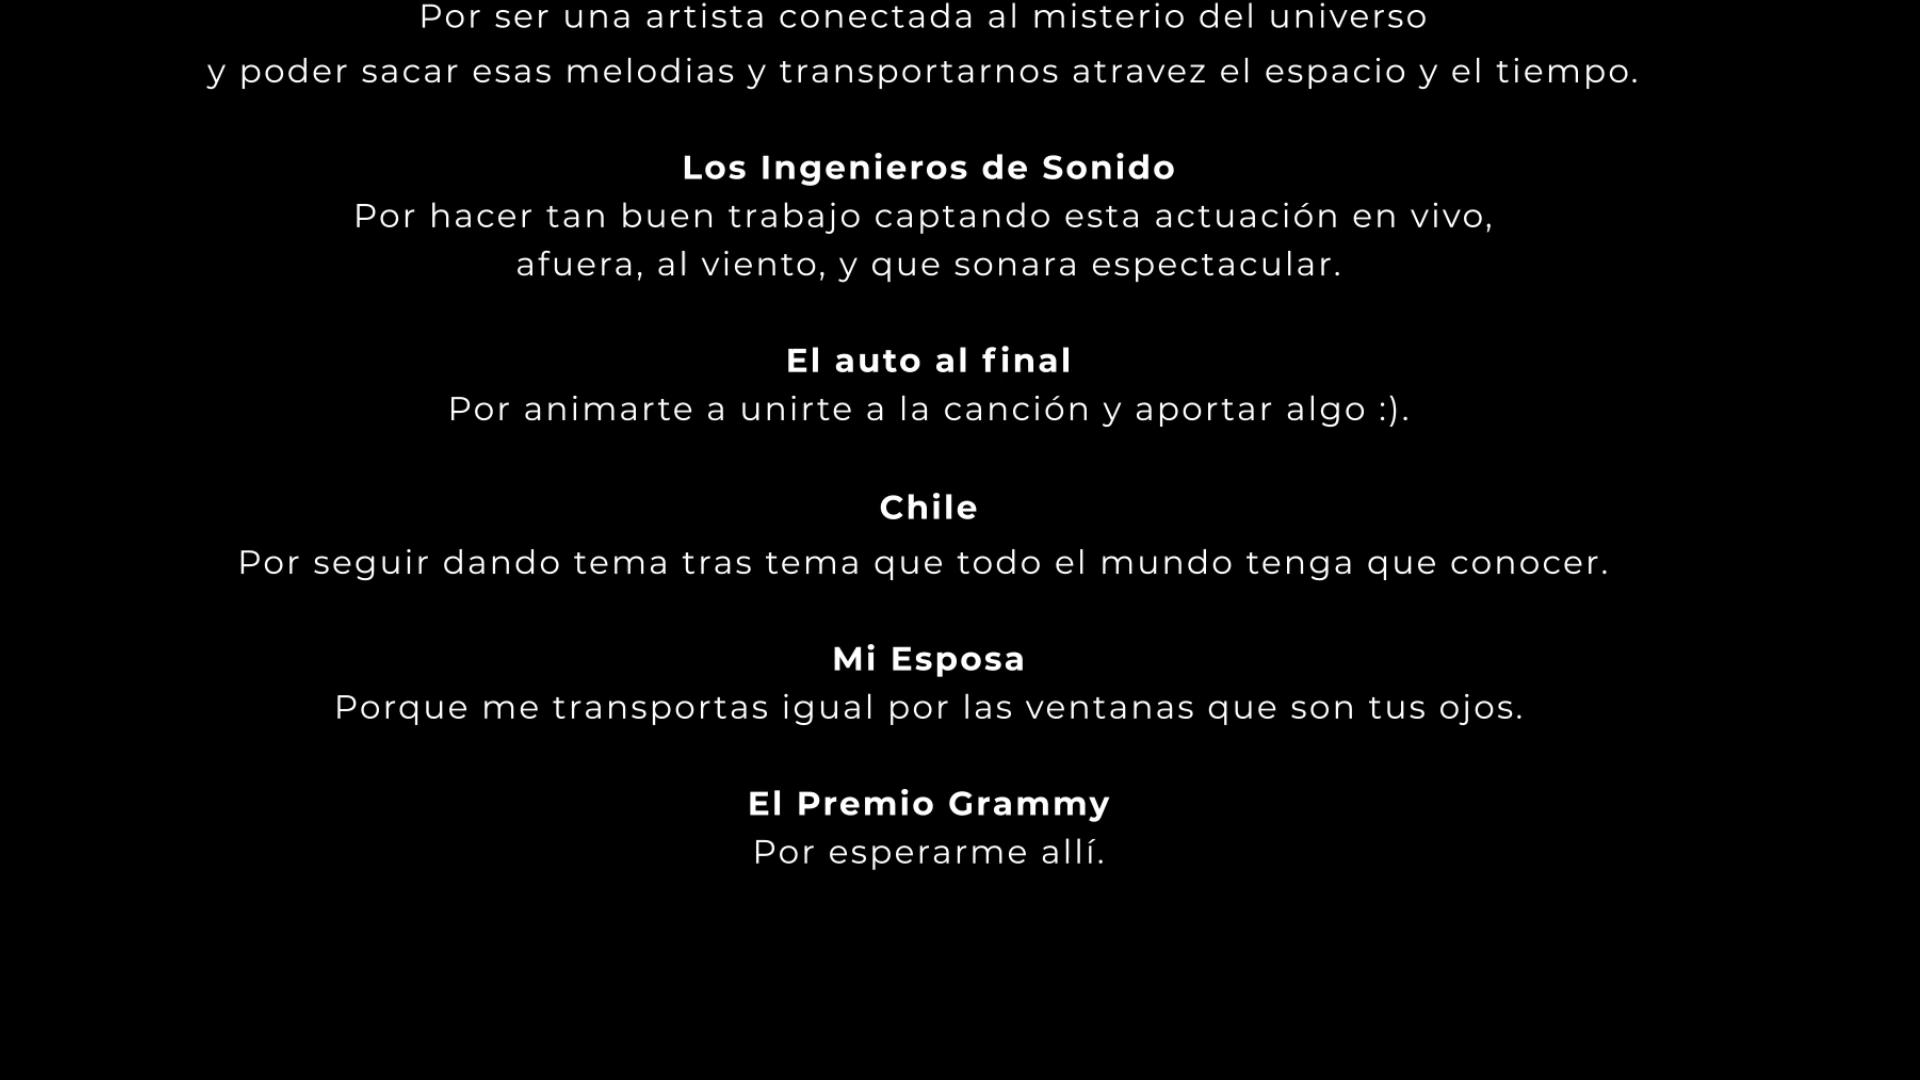 Por ser una artista conectada al misterio del universo
y poder sacar esas melodias y transportarnos atravez el espacio y el tiempo.
Los Ingenieros de Sonido
Por hacer tan buen trabajo captando esta actuación en vivo,
afuera, al viento, y que sonara espectacular.
El auto al final
Por animarte a unirte a la canción y aportar algo :).
Chile
Por seguir dando tema tras tema que todo el mundo tenga que conocer.
Mi Esposa
Porque me transportas igual por las ventanas que son tus ojos.
El Premio Grammy
Por esperarme allí.